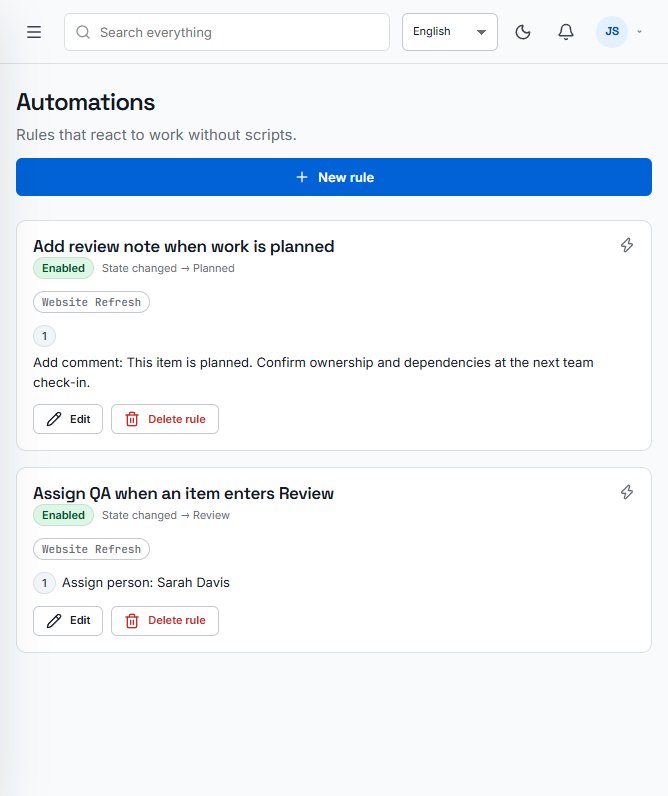 Search everything
English
JS
Automations
Rules that react to work without scripts.
New rule
Add review note when work is planned
Enabled State changed → Planned
Website Refresh
1
Add comment: This item is planned. Confirm ownership and dependencies at the next team
check-in.
Edit Delete rule
Assign QA when an item enters Review
Enabled State changed → Review
Website Refresh
1 Assign person: Sarah Davis
Edit Delete rule